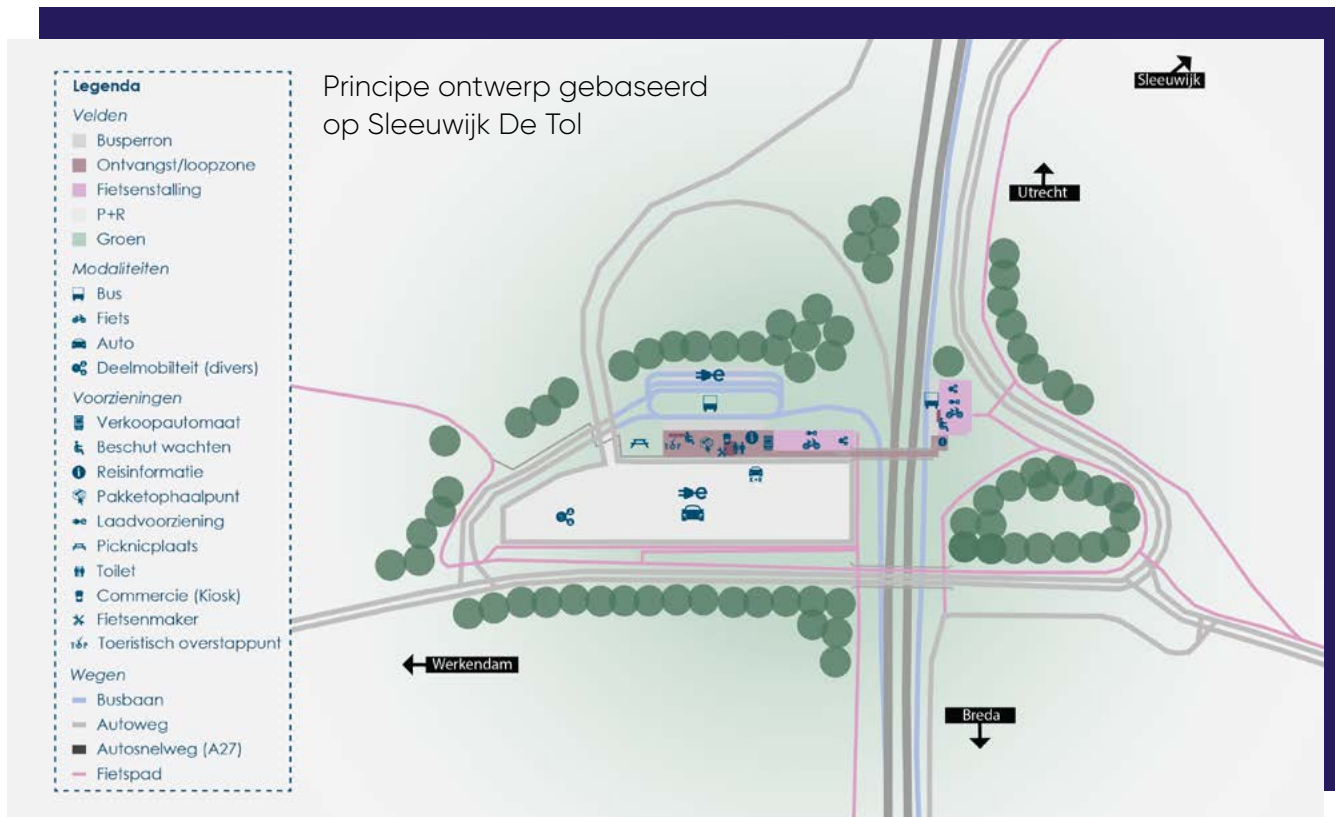 Principe ontwerp gebaseerd
op Sleeuwijk De Tol
Legenda
Velden
Busperron
Ontvangst/loopzone
Fietsenstalling
P+R
Groen
Modaliteiten
Bus
Fiets
Auto
Deelmobilteit (divers)
Voorzieningen
Verkoopautomaat
Beschut wachten
Reisinformatie
Pakketophaalpunt
Laadvoorziening
Picknicplaats
Toilet
Commercie (Kiosk)
Fietsenmaker
Toeristisch overstappunt
Wegen
Busbaan
Autoweg
Autosnelweg (A27)
Fietspad
Sleeuwijk
Utrecht
K+R
Werkendam
Breda